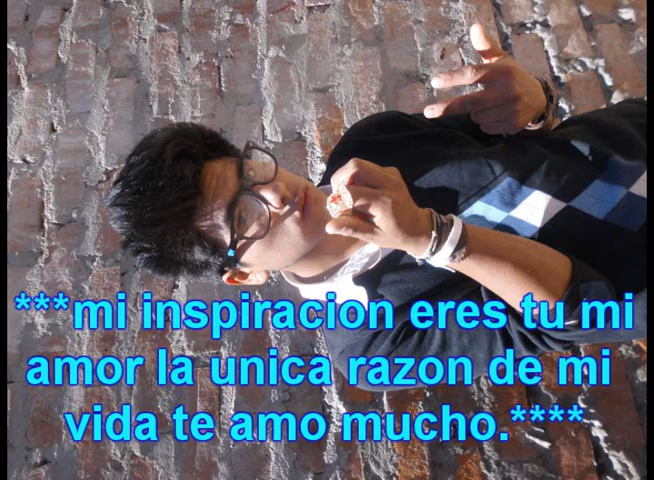 ***mi inspiracion eres tu mi
amor la unica razon de mi
vida te amo mucho.****